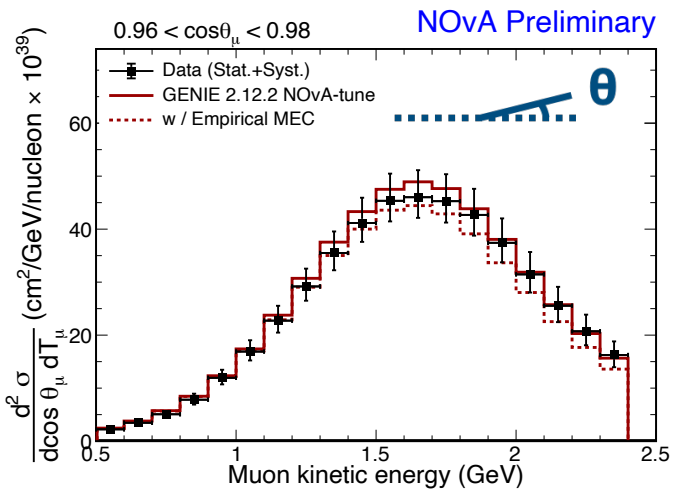 0.96 < cosθμ < 0.98
NOvA Preliminary
Data (Stat.+Syst.)
GENIE 2.12.2 NOvA-tune
w / Empirical MEC
θ
60
40
20
0
d² σ
dcos θμ dTμ
(cm²/GeV/nucleon × 10³⁹)
0.5 1 1.5 2 2.5
Muon kinetic energy (GeV)